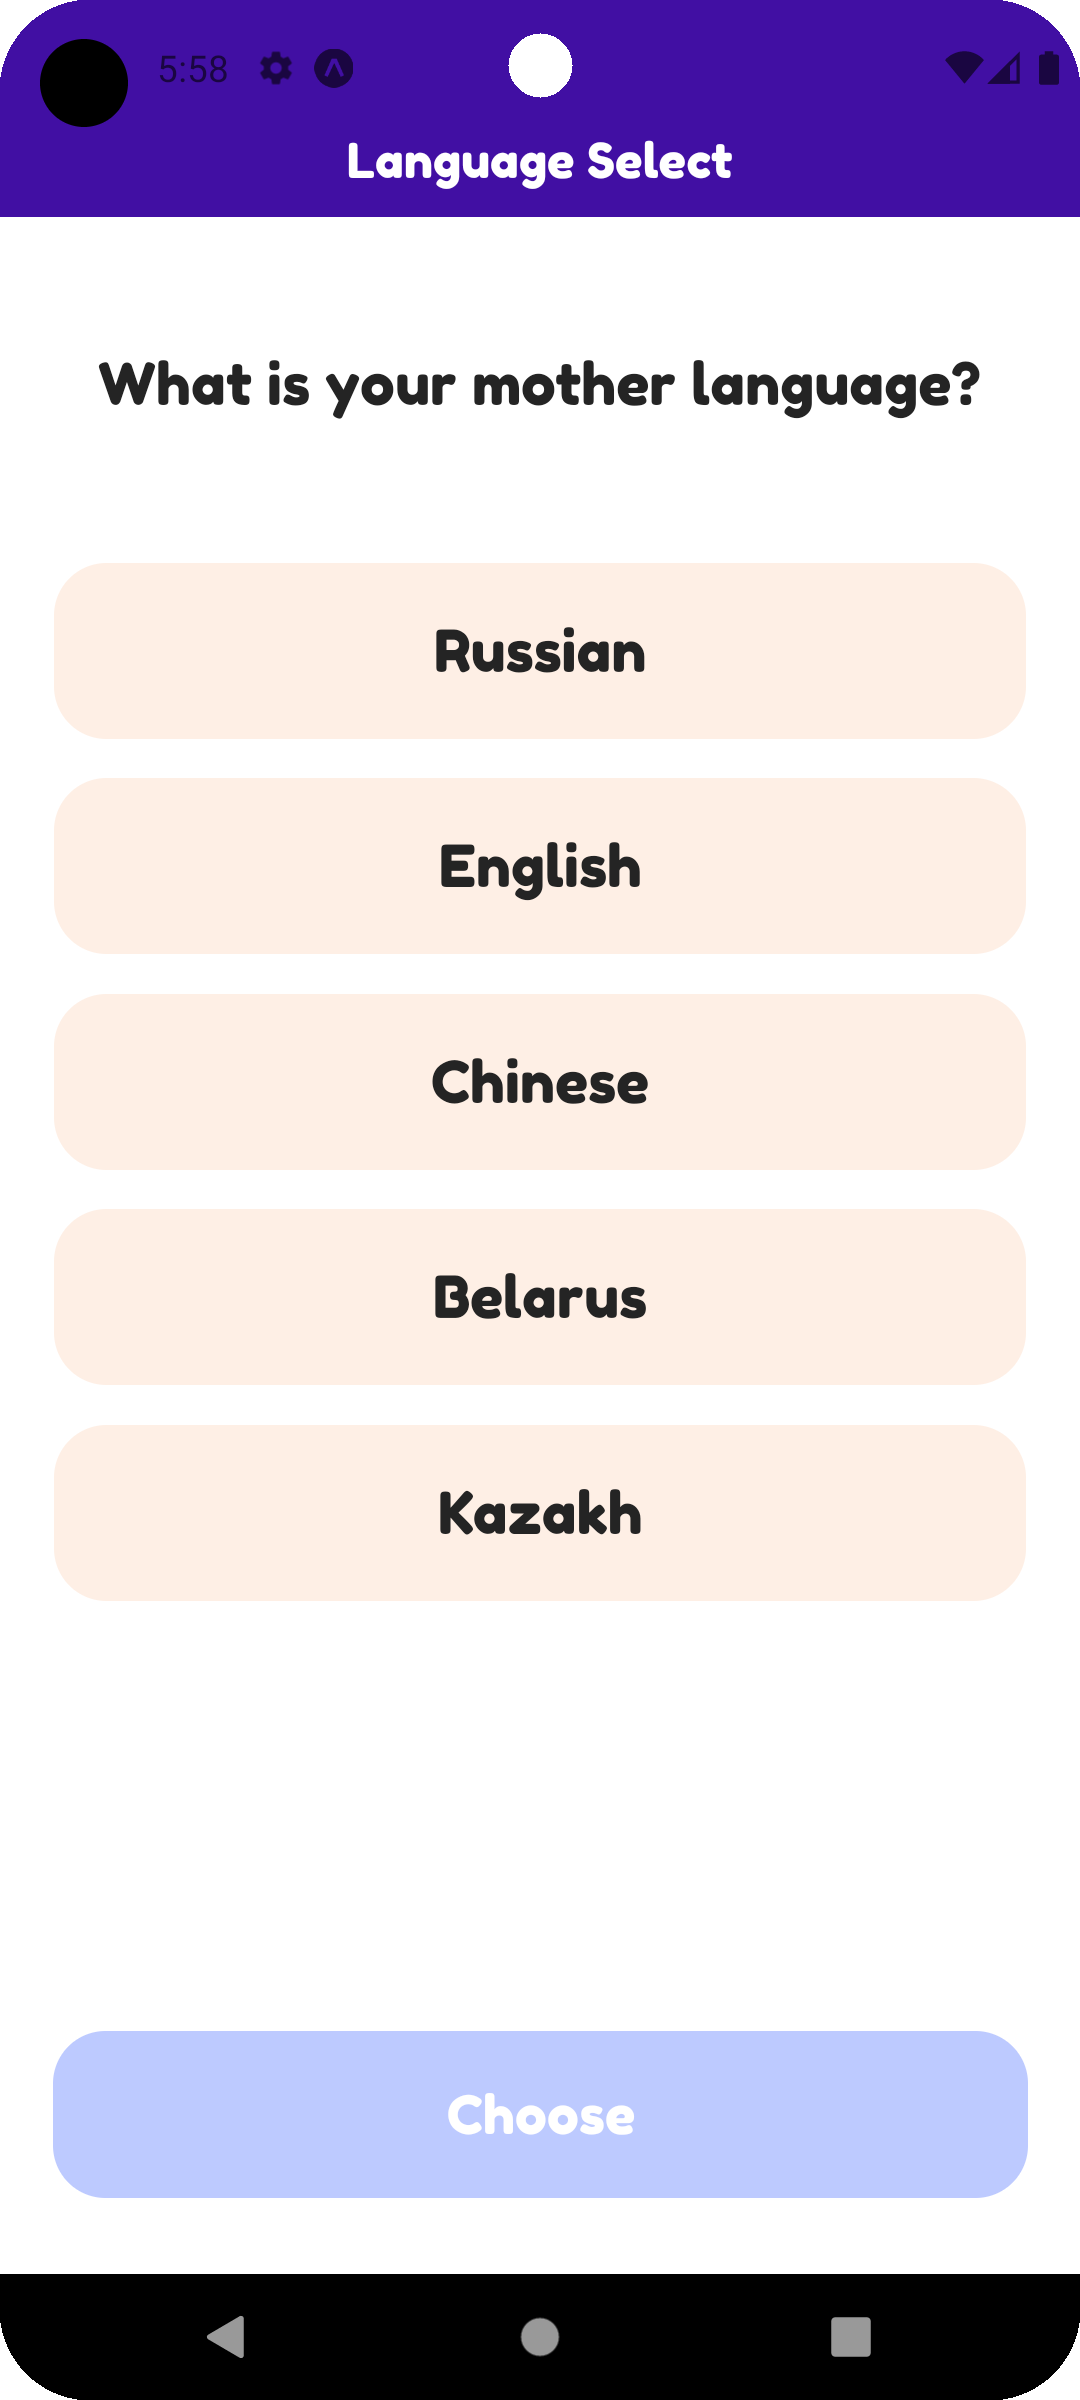 5:58
Language Select
What is your mother language?
Russian
English
Chinese
Belarus
Kazakh
Choose